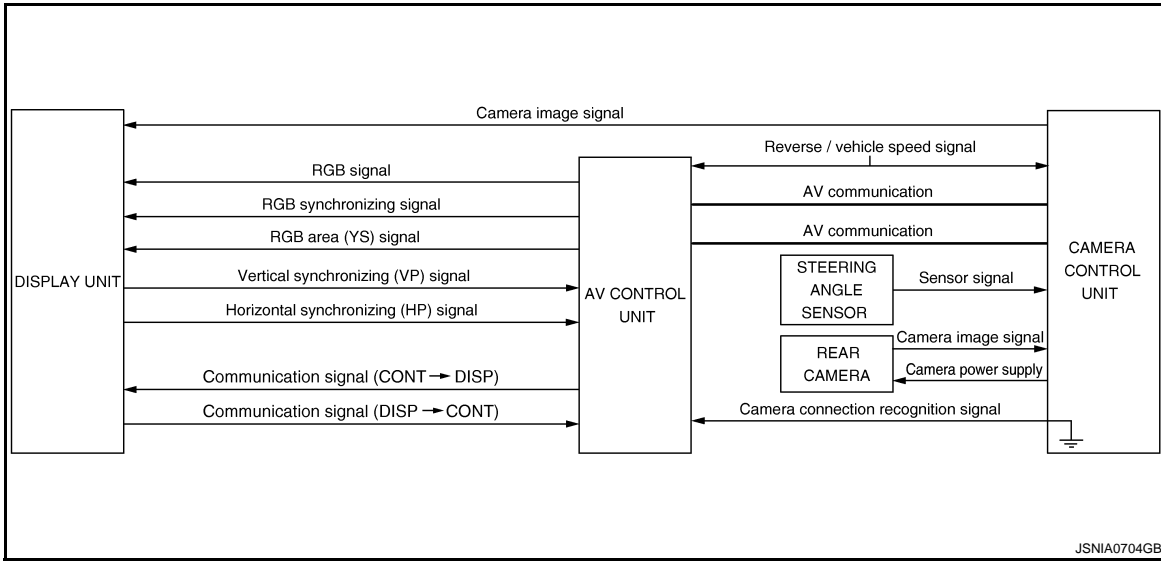 Camera image signal
Reverse / vehicle speed signal
RGB signal
AV communication
RGB synchronizing signal
RGB area (YS) signal
AV communication
DISPLAY UNIT
Vertical synchronizing (VP) signal
Horizontal synchronizing (HP) signal
AV CONTROL
UNIT
STEERING
ANGLE
SENSOR
Sensor signal
CAMERA
CONTROL
UNIT
REAR
CAMERA
Camera image signal
Camera power supply
Communication signal (CONT → DISP)
Communication signal (DISP → CONT)
Camera connection recognition signal
JSNIA0704GB